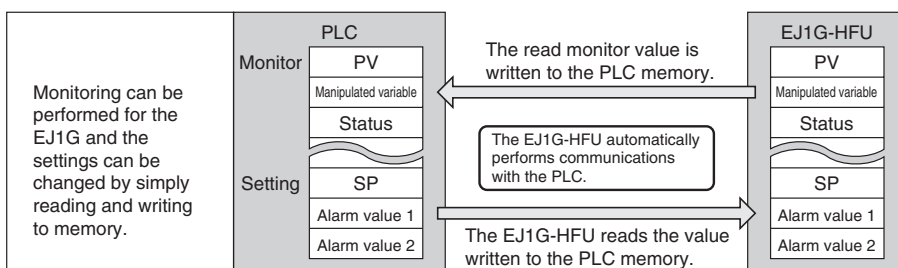 Monitoring can be
performed for the
EJ1G and the
settings can be
changed by simply
reading and writing
to memory.
PLC
Monitor
PV
Manipulated variable
Status
Setting
SP
Alarm value 1
Alarm value 2
The read monitor value is
written to the PLC memory.
The EJ1G-HFU automatically
performs communications
with the PLC.
The EJ1G-HFU reads the value
written to the PLC memory.
EJ1G-HFU
PV
Manipulated variable
Status
SP
Alarm value 1
Alarm value 2